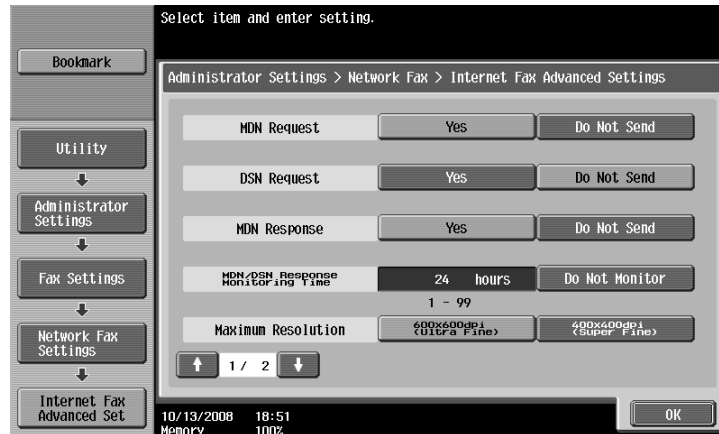 Select item and enter setting.
Bookmark
Administrator Settings > Network Fax > Internet Fax Advanced Settings
MDN Request Yes Do Not Send
Utility
DSN Request Yes Do Not Send
Administrator
Settings
MDN Response Yes Do Not Send
Fax Settings
MDN/DSN Response
Monitoring Time
24 hours Do Not Monitor
1 - 99
Network Fax
Settings
Maximum Resolution
600x600dpi
(Ultra Fine)
400x400dpi
(Super Fine)
1/ 2
Internet Fax
Advanced Set
10/13/2008 18:51
Memory 100%
OK